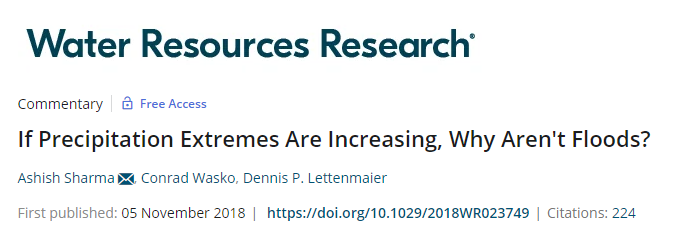 Water Resources Research®
Commentary | Free Access
If Precipitation Extremes Are Increasing, Why Aren't Floods?
Ashish Sharma, Conrad Wasko, Dennis P. Lettenmaier
First published: 05 November 2018 | https://doi.org/10.1029/2018WR023749 | Citations: 224